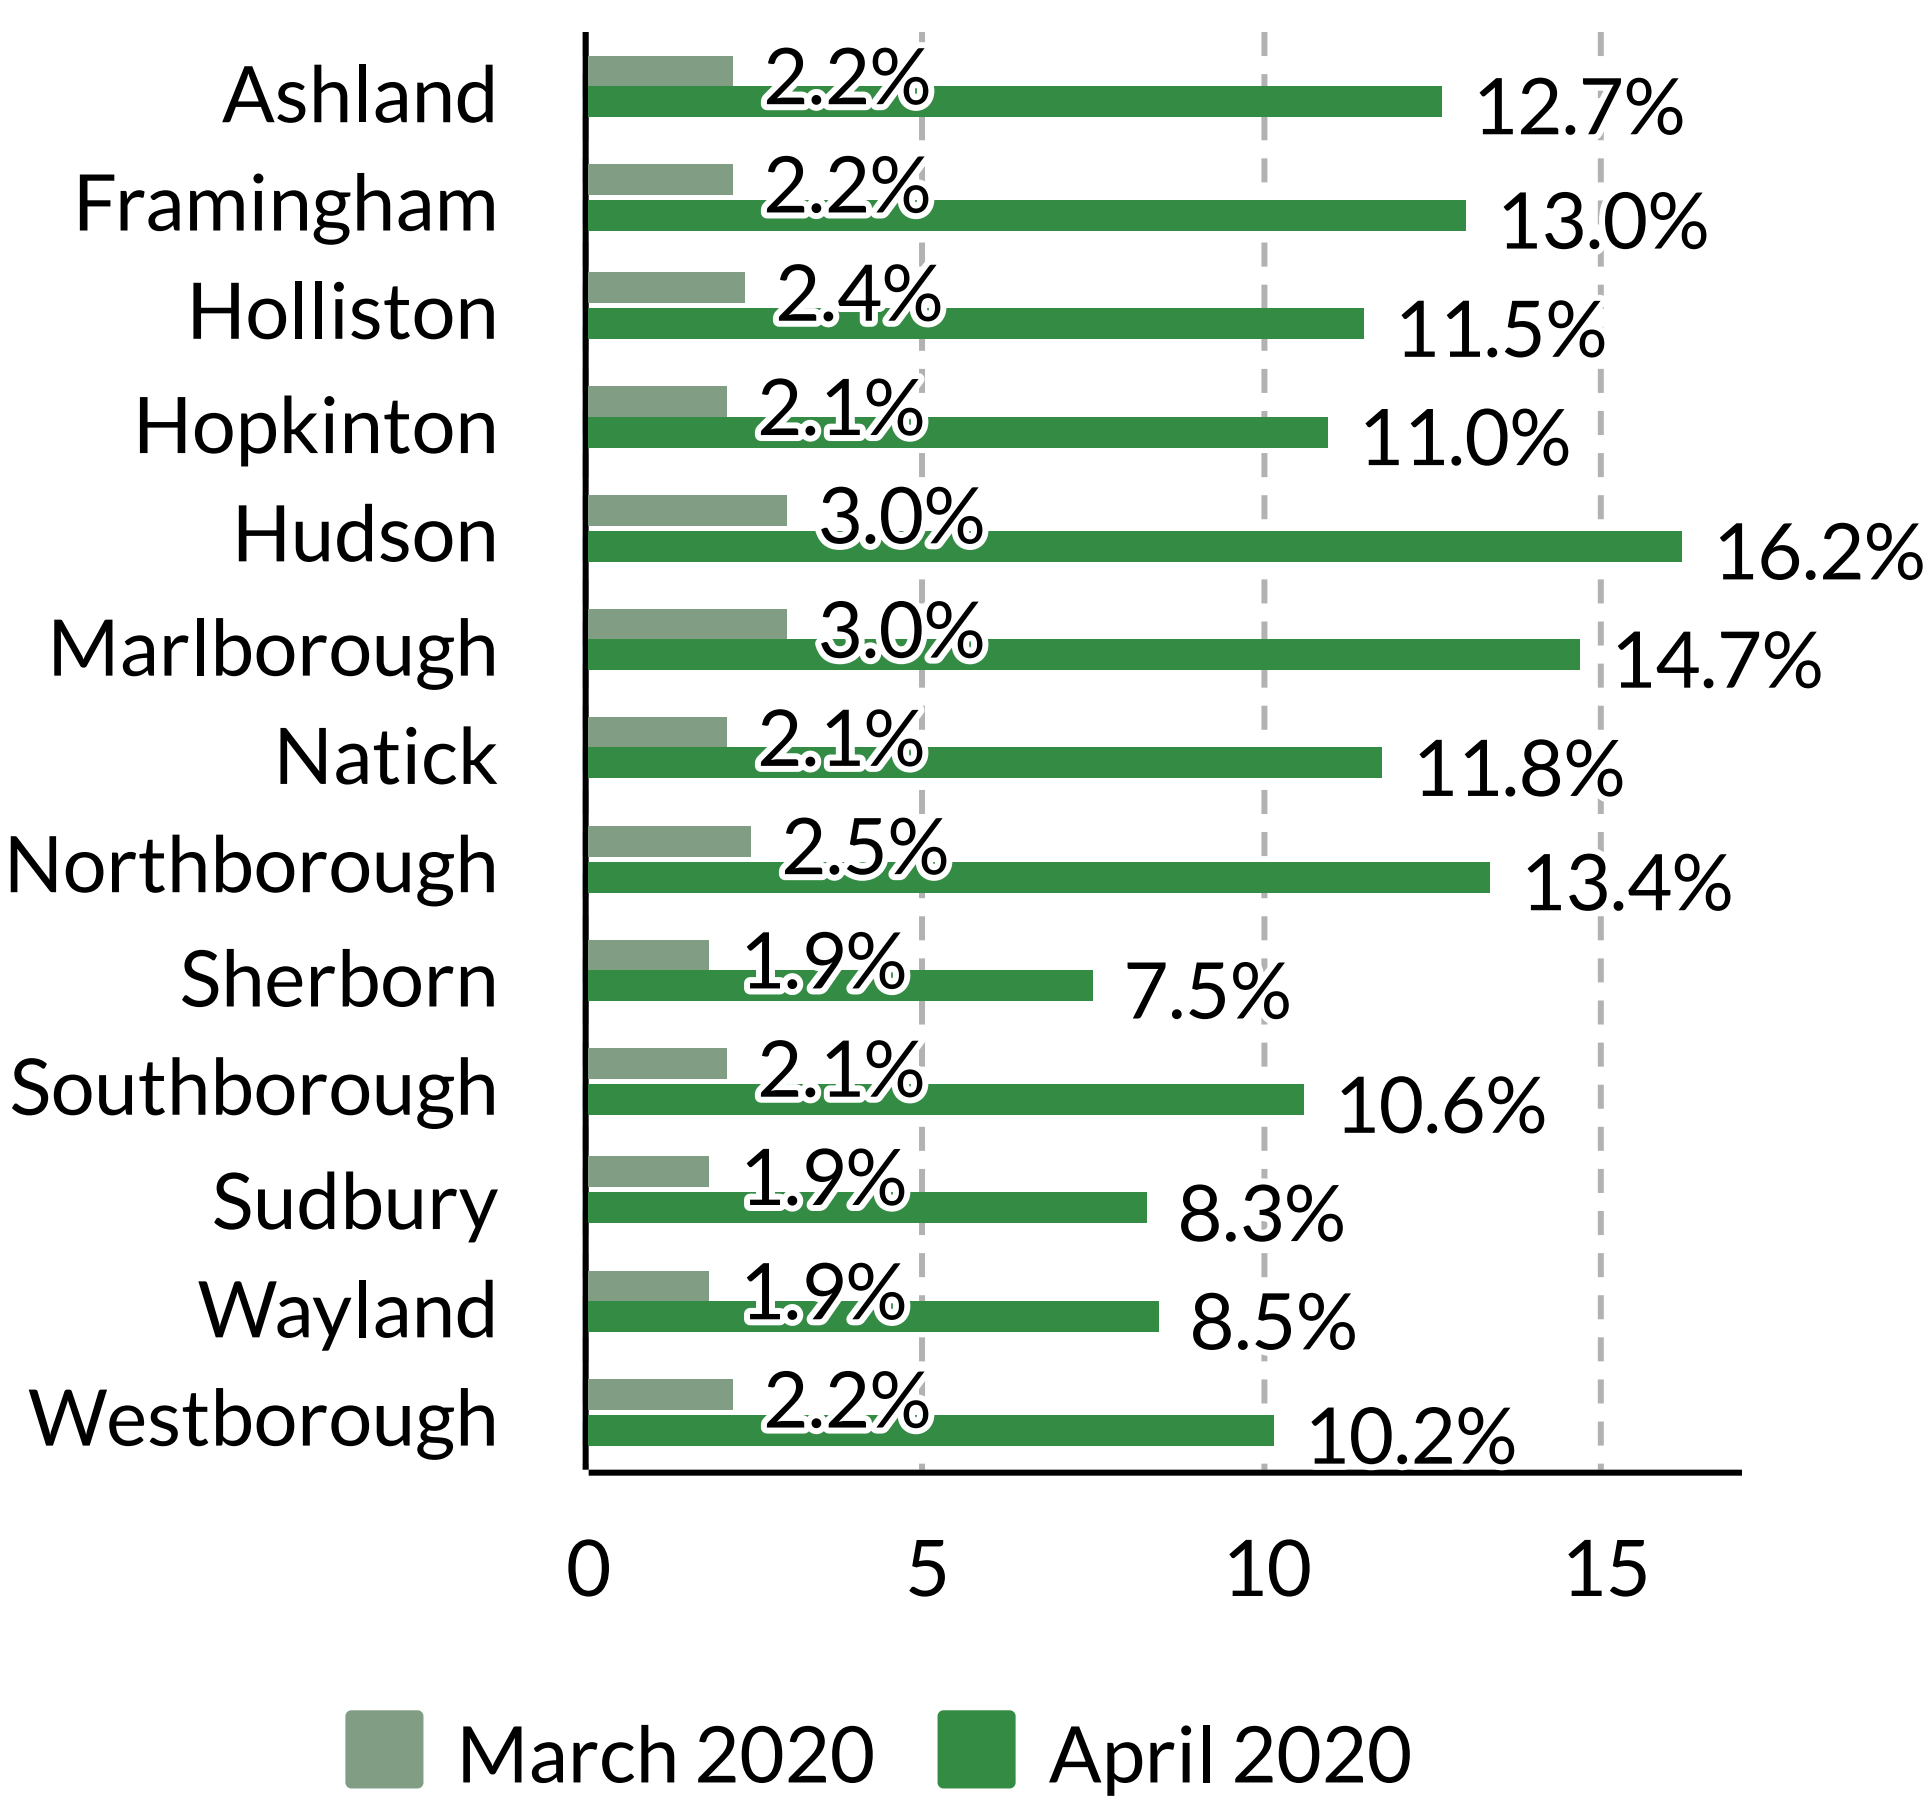 Ashland 2.2% 12.7%
Framingham 2.2% 13.0%
Holliston 2.4% 11.5%
Hopkinton 2.1% 11.0%
Hudson 3.0% 16.2%
Marlborough 3.0% 14.7%
Natick 2.1% 11.8%
Northborough 2.5% 13.4%
Sherborn 1.9% 7.5%
Southborough 2.1% 10.6%
Sudbury 1.9% 8.3%
Wayland 1.9% 8.5%
Westborough 2.2% 10.2%
0 5 10 15
March 2020 April 2020